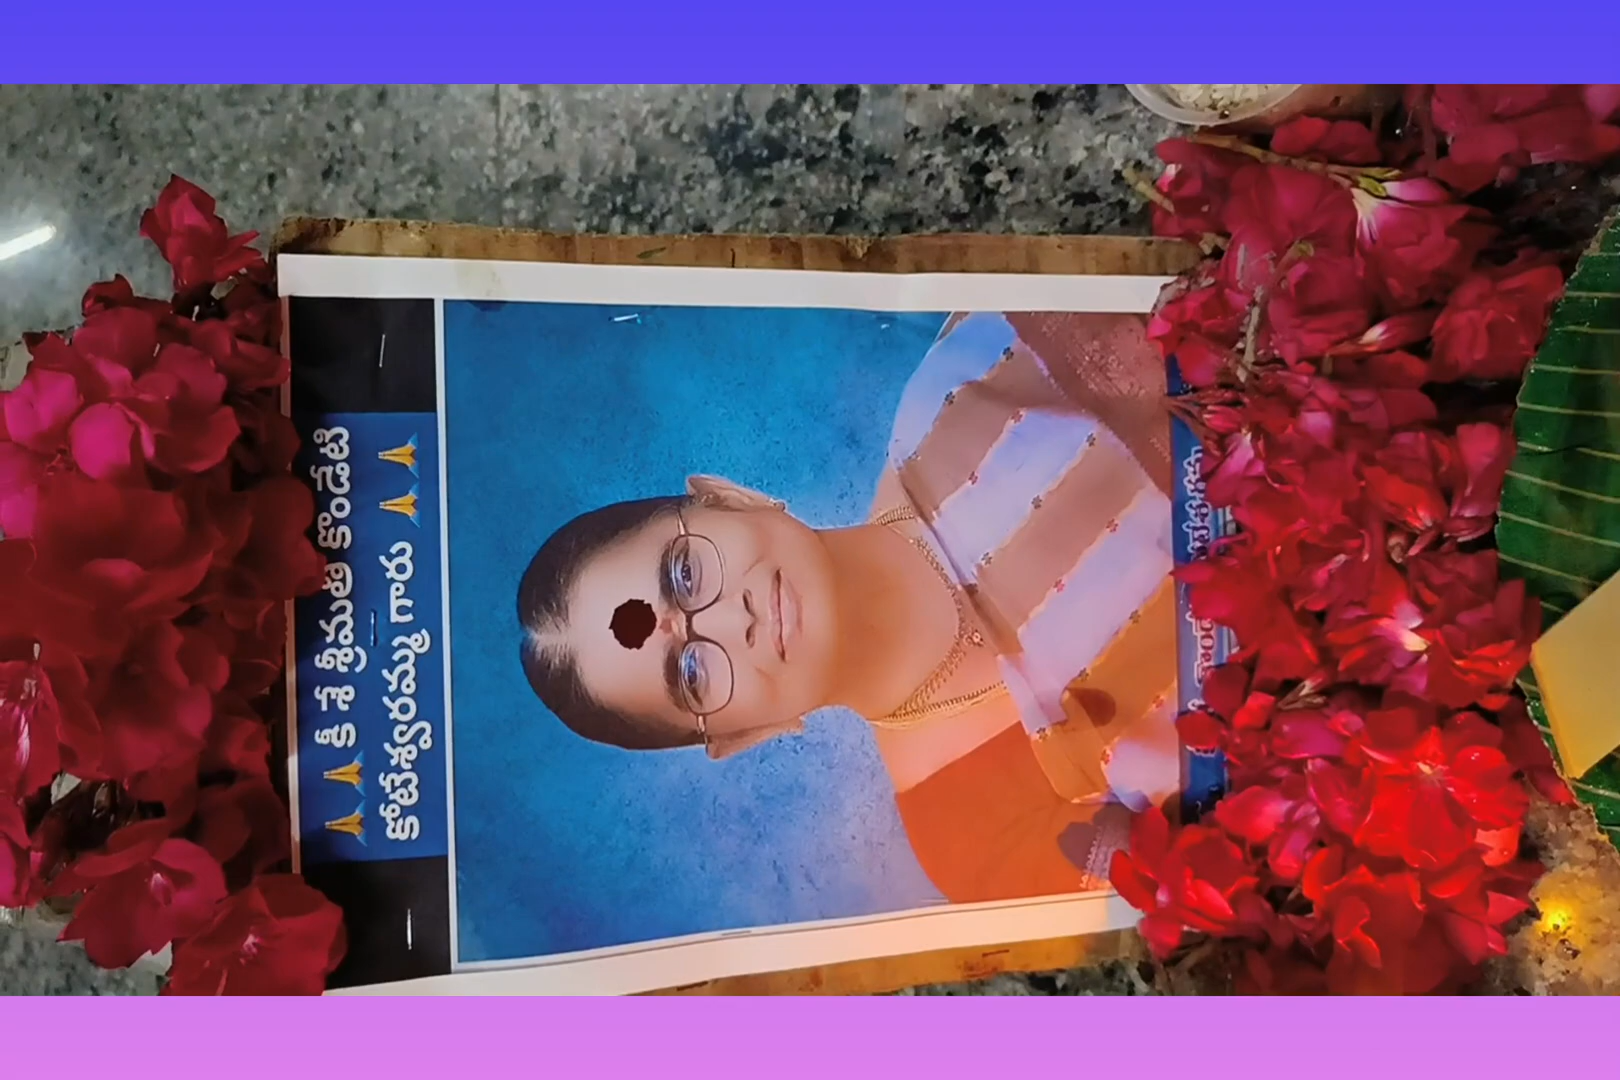 🙏🙏 కీ శే శ్రీమతి కొండేటి
కోటేశ్వరమ్మ గారు 🙏🙏